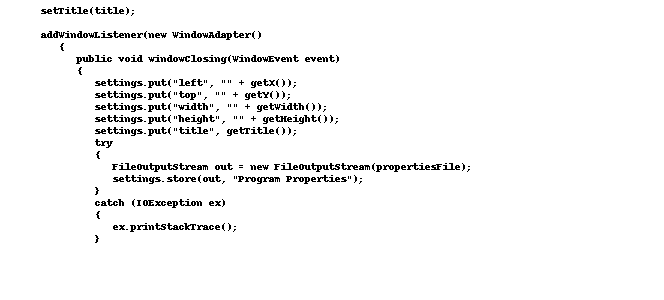 setTitle(title);
addWindowListener(new WindowAdapter()
{
public void windowClosing(WindowEvent event)
{
settings.put("left", "" + getX());
settings.put("top", "" + getY());
settings.put("width", "" + getWidth());
settings.put("height", "" + getHeight());
settings.put("title", getTitle());
try
{
FileOutputStream out = new FileOutputStream(propertiesFile);
settings.store(out, "Program Properties");
}
catch (IOException ex)
{
ex.printStackTrace();
}